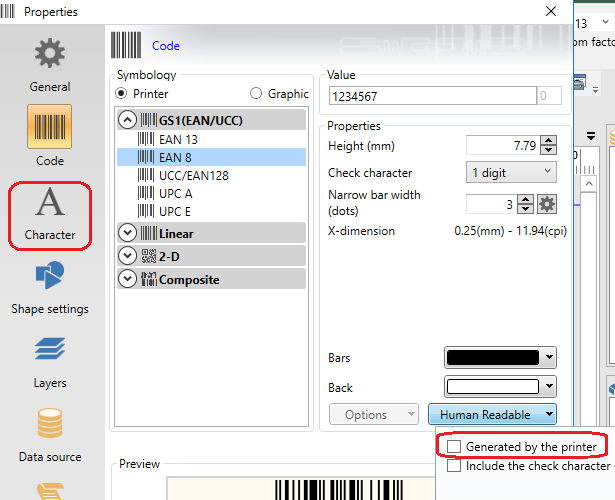 Properties
General
Code
Character
Shape settings
Layers
Data source
Code
Symbology
Printer
Graphic
GS1(EAN/UCC)
EAN 13
EAN 8
UCC/EAN128
UPC A
UPC E
Linear
2-D
Composite
Value
1234567
0
Properties
Height (mm)
7.79
Check character
1 digit
Narrow bar width
(dots)
3
X-dimension
0.25(mm) - 11.94(cpi)
Bars
Back
Options
Human Readable
Generated by the printer
Include the check character
Preview
13
om facto